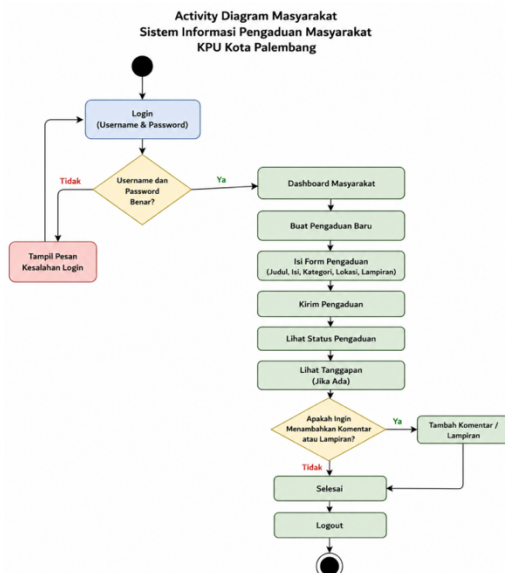 Activity Diagram Masyarakat
Sistem Informasi Pengaduan Masyarakat
KPU Kota Palembang
Login
(Username & Password)
Username dan
Password
Benar?
Tidak
Ya
Tampil Pesan
Kesalahan Login
Dashboard Masyarakat
Buat Pengaduan Baru
Isi Form Pengaduan
(Judul, Isi, Kategori, Lokasi, Lampiran)
Kirim Pengaduan
Lihat Status Pengaduan
Lihat Tanggapan
(Jika Ada)
Apakah Ingin
Menambahkan Komentar
atau Lampiran?
Ya
Tambah Komentar /
Lampiran
Tidak
Selesai
Logout